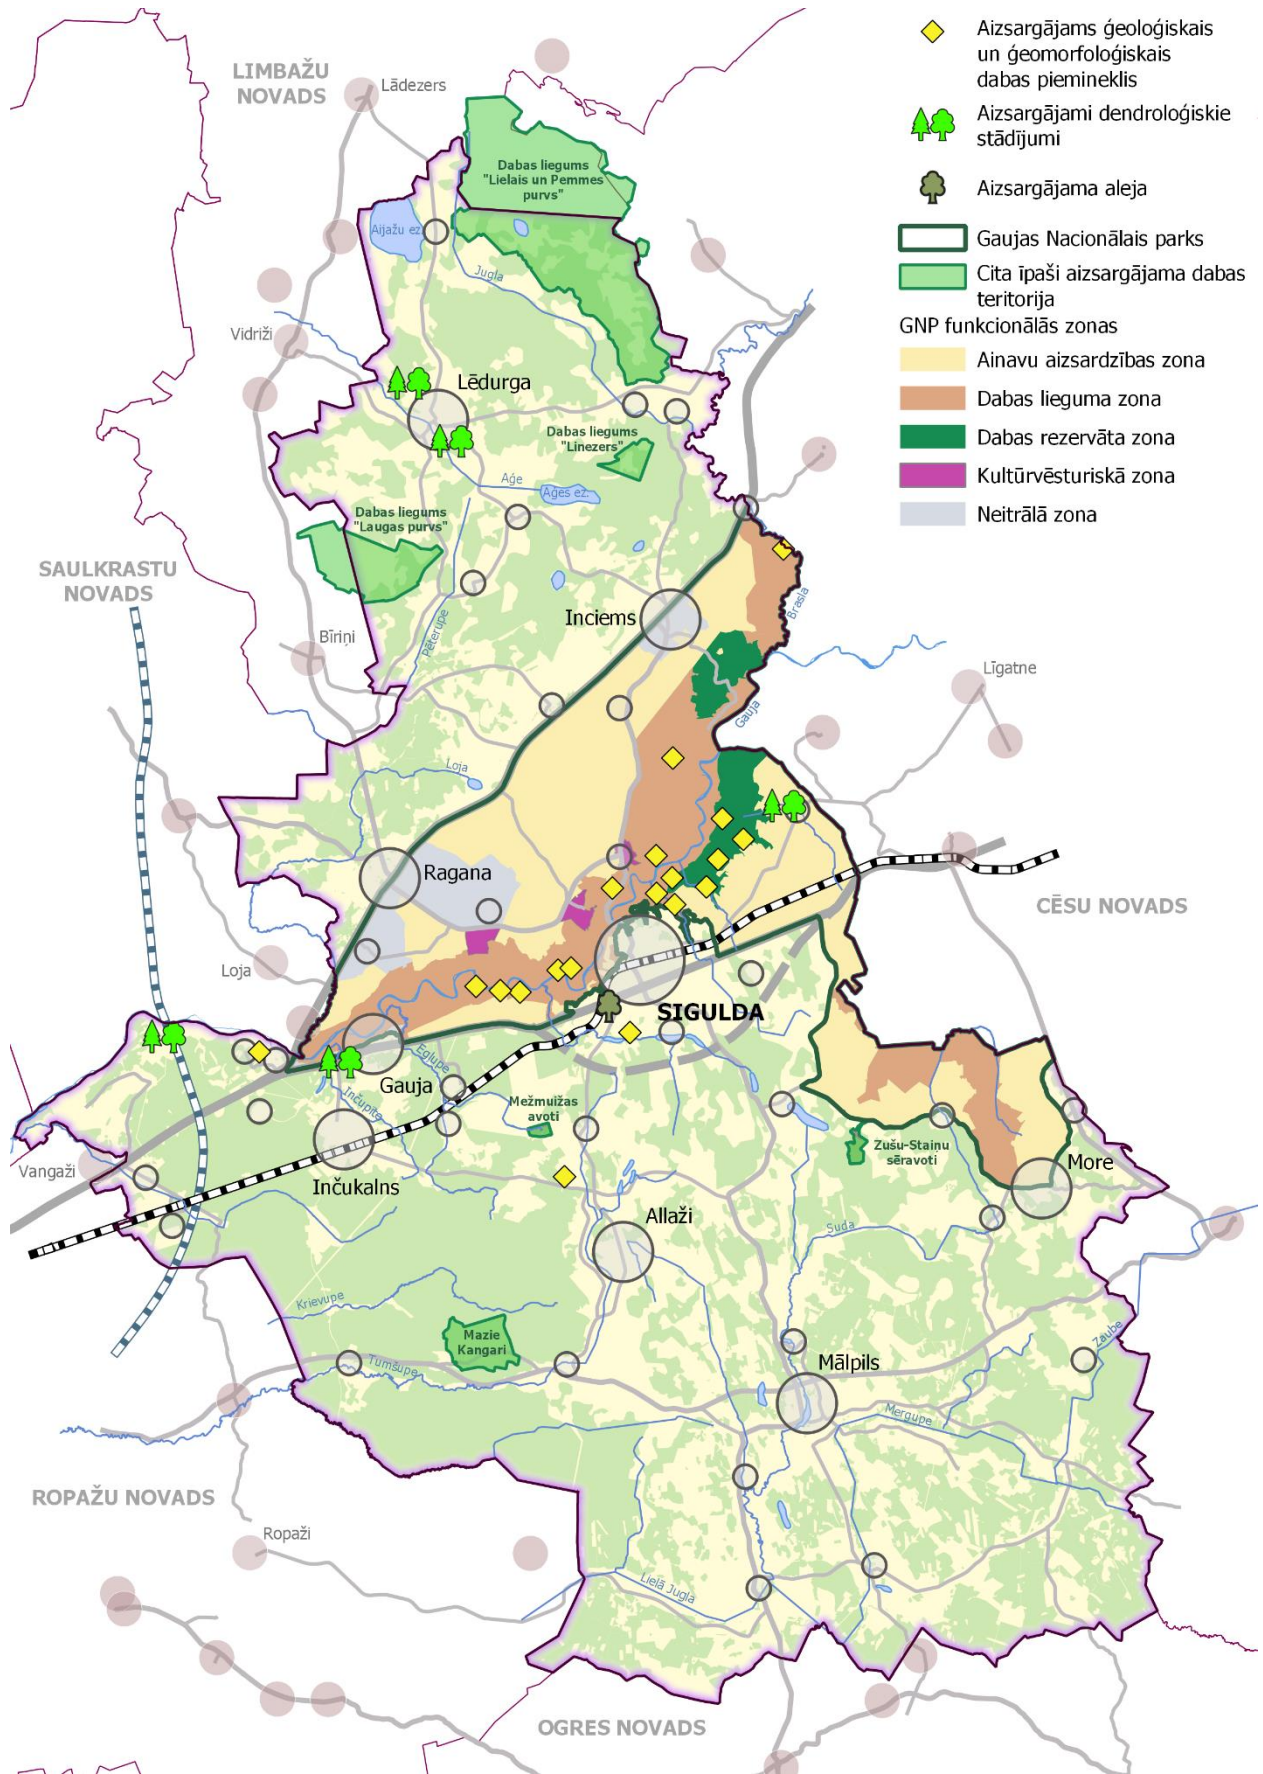 Aizsargājams ģeoloģiskais
un ģeomorfoloģiskais
dabas piemineklis
Aizsargājami dendroloģiskie
stādījumi
Aizsargājama aleja
Gaujas Nacionālais parks
Cita īpaši aizsargājama dabas
teritorija
GNP funkcionālās zonas
Ainavu aizsardzības zona
Dabas lieguma zona
Dabas rezervāta zona
Kultūrvēsturiskā zona
Neitrālā zona
LIMBAŽU
NOVADS
Lādezers
Dabas liegums
"Lielais un Pemmes
purvs"
Aijažu ez.
Jugla
Vidriži
Lēdurga
Dabas liegums
"Linezers"
Aģe
Aģes ez.
Dabas liegums
"Laugas purvs"
SAULKRASTU
NOVADS
Inciems
Brasla
Bīriņi
Pēterupe
Līgatne
Gauja
Loja
Ragana
CĒSU NOVADS
Loja
SIGULDA
Gauja
Egļupe
Inčupīte
Mežmuižas
avoti
Zušu-Staiņu
sēravoti
More
Vangaži
Inčukalns
Allaži
Suda
Krievupe
Mazie
Kangari
Tumšupe
Zaube
Mālpils
Mergupe
ROPAŽU NOVADS
Ropaži
Lielā Jugla
OGRES NOVADS